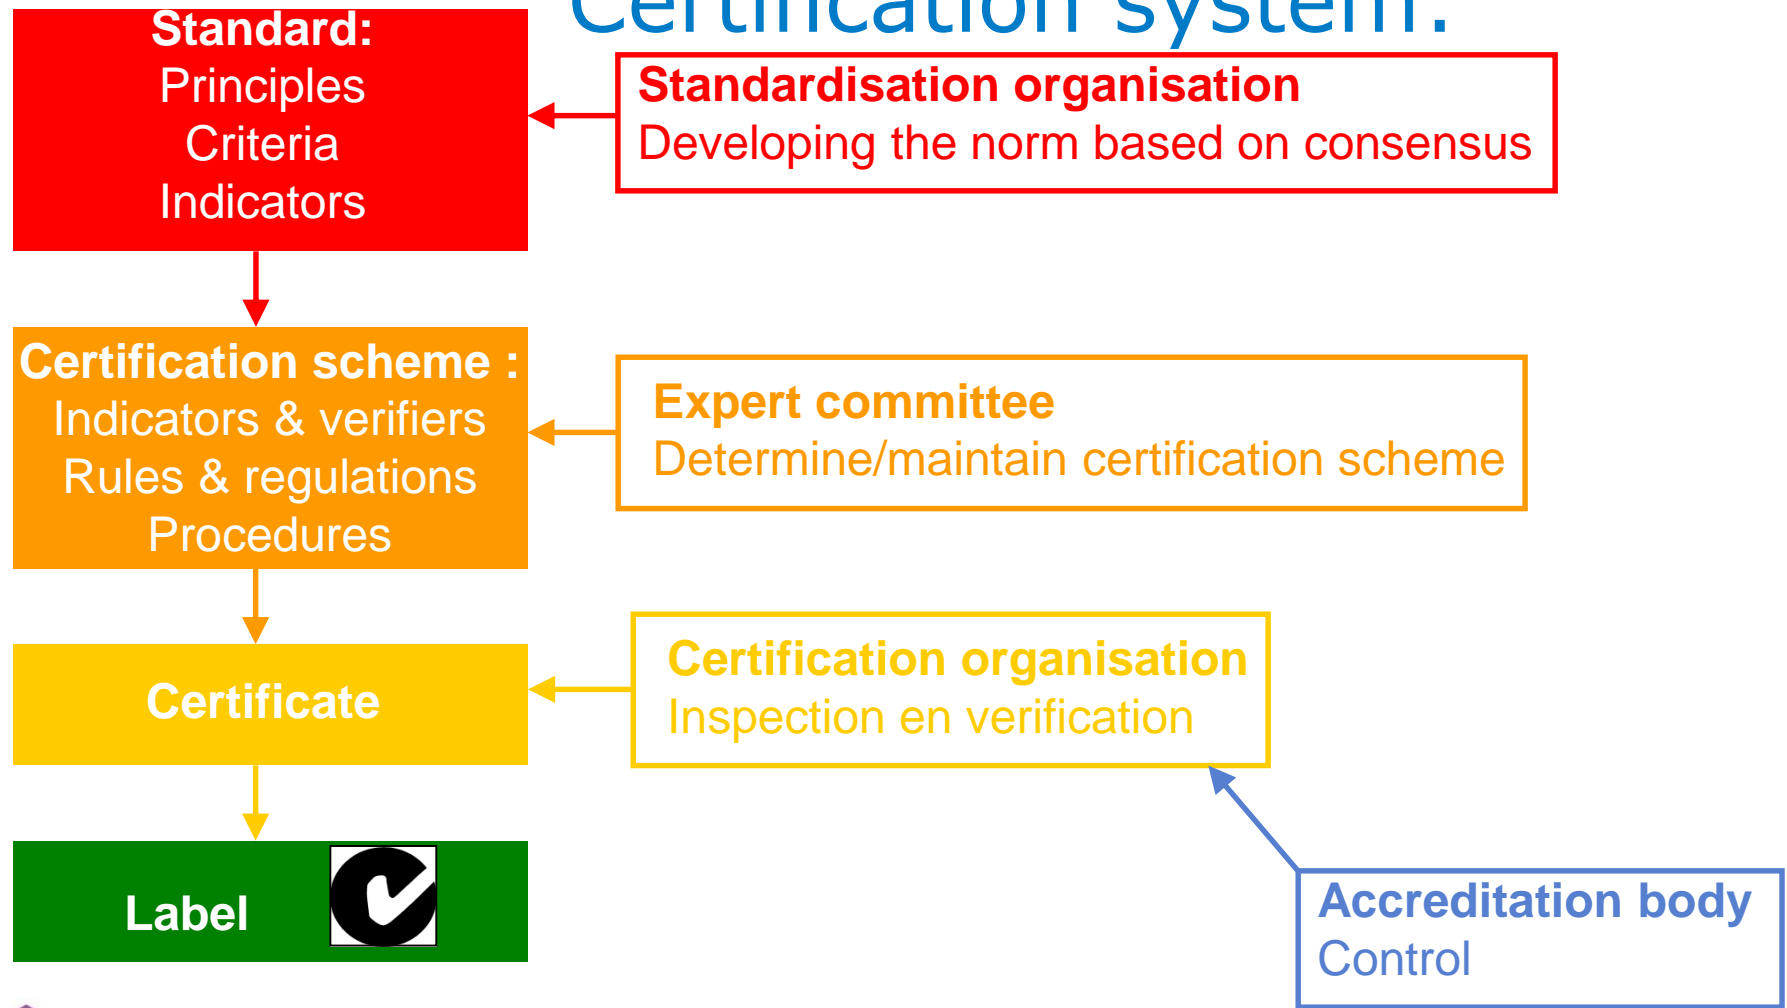 Certification system:
Standard:
Principles
Criteria
Indicators
Standardisation organisation
Developing the norm based on consensus
Certification scheme :
Indicators & verifiers
Rules & regulations
Procedures
Expert committee
Determine/maintain certification scheme
Certificate
Certification organisation
Inspection en verification
Label
Accreditation body
Control